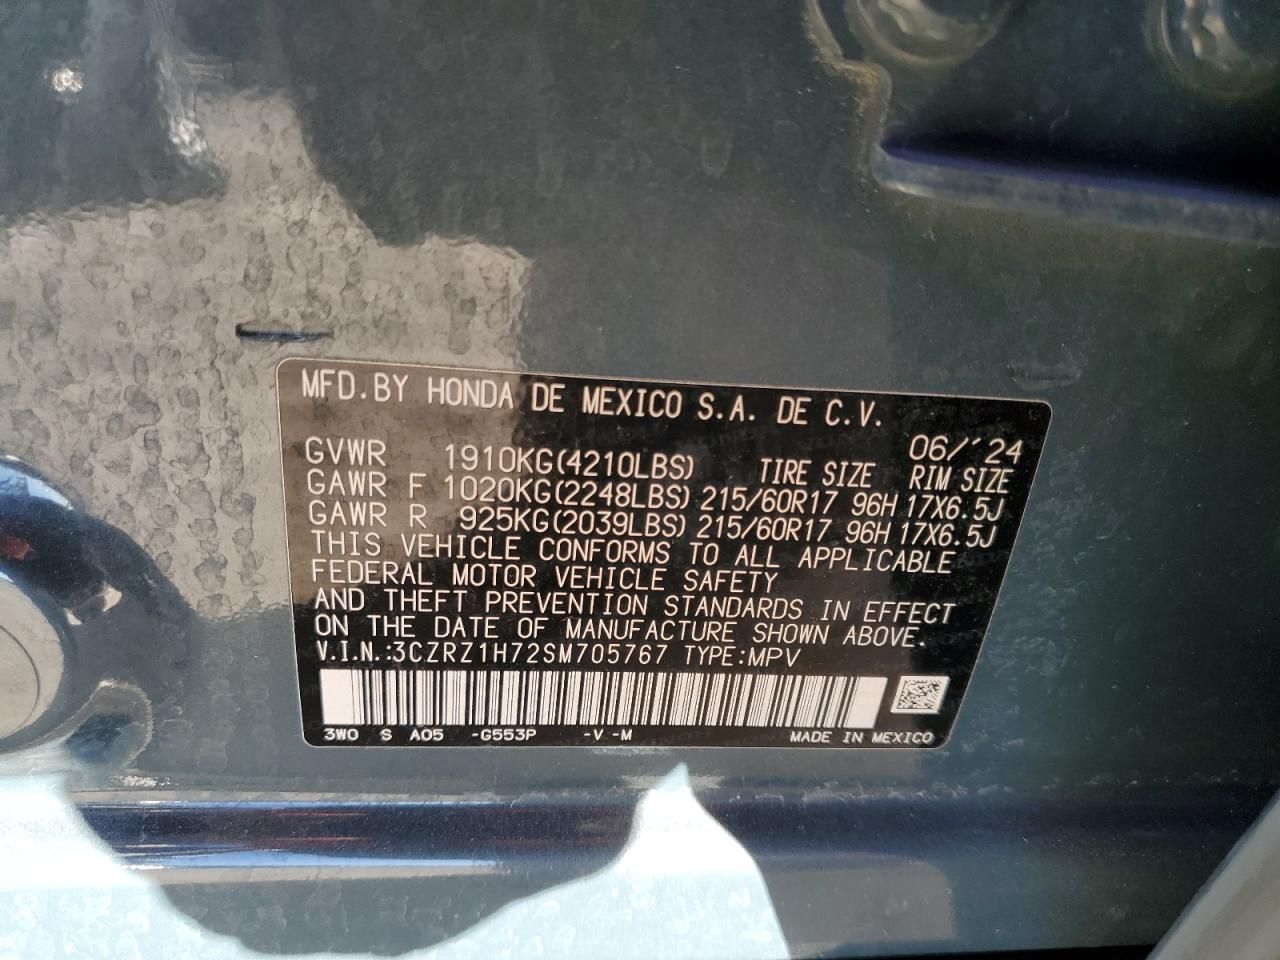 MFD. BY HONDA DE MEXICO S.A. DE C.V.
06/'24
GVWR 1910KG(4210LBS) TIRE SIZE RIM SIZE
GAWR F 1020KG(2248LBS) 215/60R17 96H 17X6.5J
GAWR R 925KG(2039LBS) 215/60R17 96H 17X6.5J
THIS VEHICLE CONFORMS TO ALL APPLICABLE
FEDERAL MOTOR VEHICLE SAFETY
AND THEFT PREVENTION STANDARDS IN EFFECT
ON THE DATE OF MANUFACTURE SHOWN ABOVE.
V.I.N.:3CZRZ1H72SM705767 TYPE:MPV
3W0 S A05 -G553P -V -M MADE IN MEXICO